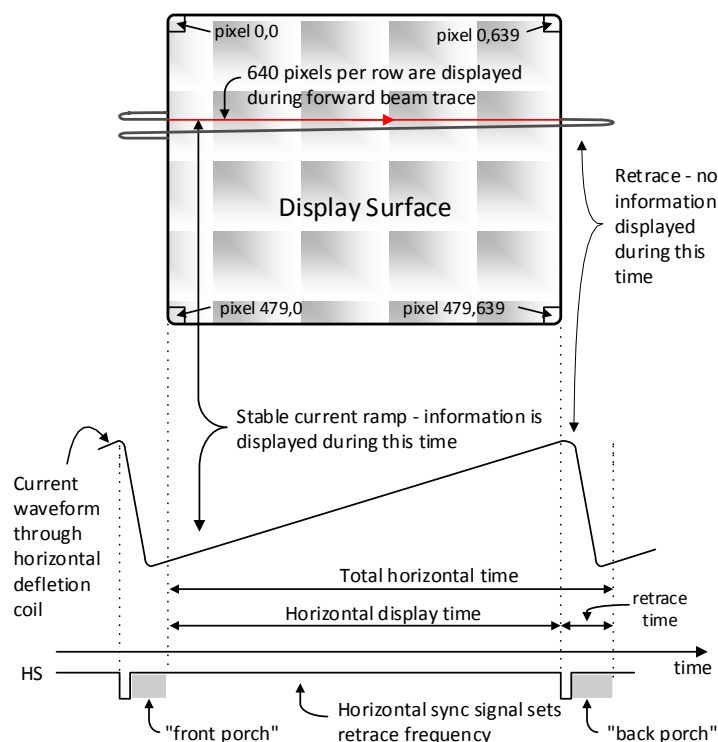 pixel 0,0
pixel 0,639
640 pixels per row are displayed
during forward beam trace
Retrace - no
information
displayed
during this
time
Display Surface
pixel 479,0
pixel 479,639
Stable current ramp - information is
displayed during this time
Current
waveform
through
horizontal
defletion
coil
Total horizontal time
Horizontal display time
retrace
time
time
HS
"front porch"
Horizontal sync signal sets
retrace frequency
"back porch"